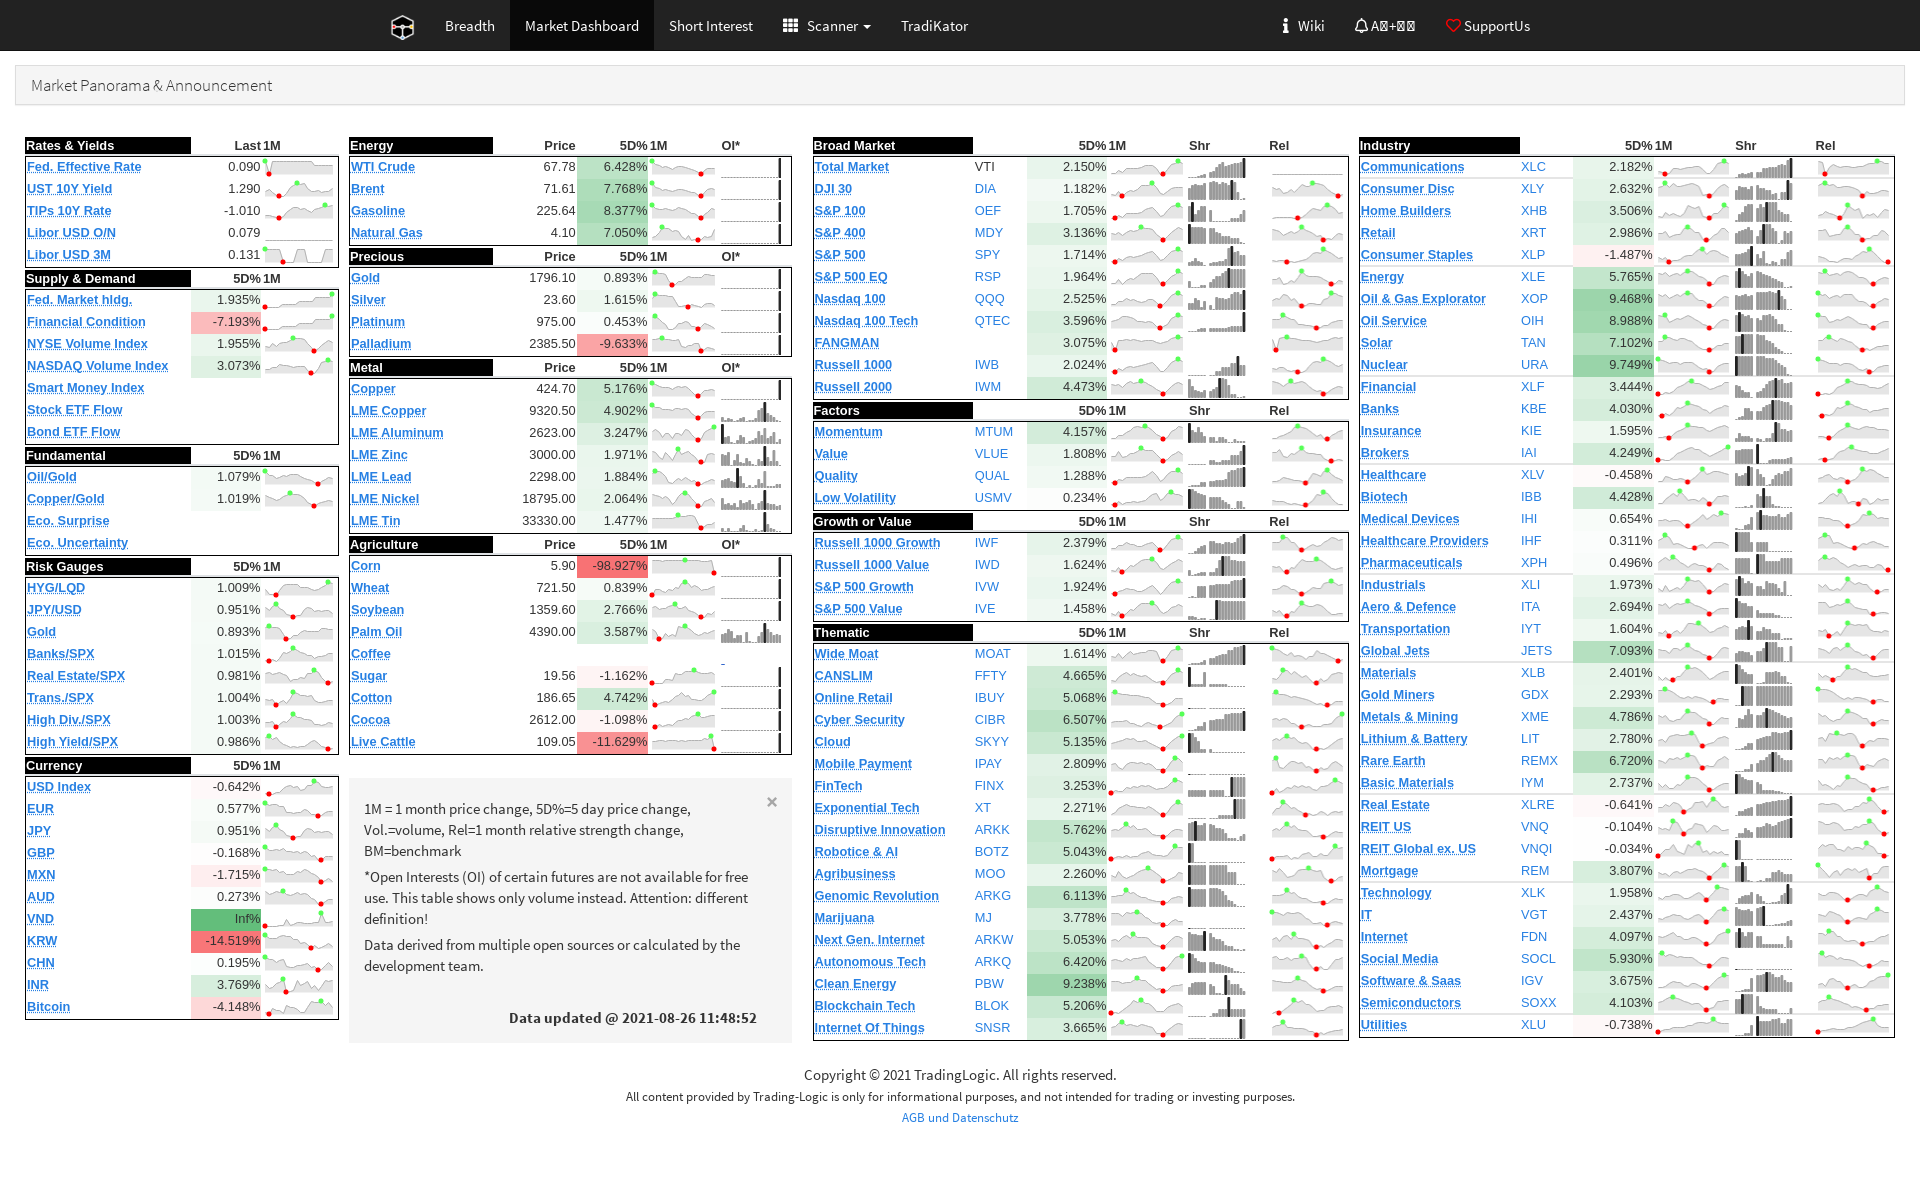 Breadth Market Dashboard Short Interest Scanner TradiKator Wiki SupportUs
Market Panorama & Announcement
Rates & Yields Last 1M
Fed. Effective Rate 0.090
UST 10Y Yield 1.290
TIPs 10Y Rate -1.010
Libor USD O/N 0.079
Libor USD 3M 0.131
Supply & Demand 5D% 1M
Fed. Market hldg. 1.935%
Financial Condition -7.193%
NYSE Volume Index 1.955%
NASDAQ Volume Index 3.073%
Smart Money Index
Stock ETF Flow
Bond ETF Flow
Fundamental 5D% 1M
Oil/Gold 1.079%
Copper/Gold 1.019%
Eco. Surprise
Eco. Uncertainty
Risk Gauges 5D% 1M
HYG/LQD 1.009%
JPY/USD 0.951%
Gold 0.893%
Banks/SPX 1.015%
Real Estate/SPX 0.981%
Trans./SPX 1.004%
High Div./SPX 1.003%
High Yield/SPX 0.986%
Currency 5D% 1M
USD Index -0.642%
EUR 0.577%
JPY 0.951%
GBP -0.168%
MXN -1.715%
AUD 0.273%
VND Inf%
KRW -14.519%
CHN 0.195%
INR 3.769%
Bitcoin -4.148%
Energy Price 5D% 1M OI*
WTI Crude 67.78 6.428%
Brent 71.61 7.768%
Gasoline 225.64 8.377%
Natural Gas 4.10 7.050%
Precious Price 5D% 1M OI*
Gold 1796.10 0.893%
Silver 23.60 1.615%
Platinum 975.00 0.453%
Palladium 2385.50 -9.633%
Metal Price 5D% 1M OI*
Copper 424.70 5.176%
LME Copper 9320.50 4.902%
LME Aluminum 2623.00 3.247%
LME Zinc 3000.00 1.971%
LME Lead 2298.00 1.884%
LME Nickel 18795.00 2.064%
LME Tin 33330.00 1.477%
Agriculture Price 5D% 1M OI*
Corn 5.90 -98.927%
Wheat 721.50 0.839%
Soybean 1359.60 2.766%
Palm Oil 4390.00 3.587%
Coffee -
Sugar 19.56 -1.162%
Cotton 186.65 4.742%
Cocoa 2612.00 -1.098%
Live Cattle 109.05 -11.629%
×
1M = 1 month price change, 5D%=5 day price change,
Vol.=volume, Rel=1 month relative strength change,
BM=benchmark
*Open Interests (OI) of certain futures are not available for free
use. This table shows only volume instead. Attention: different
definition!
Data derived from multiple open sources or calculated by the
development team.
Data updated @ 2021-08-26 11:48:52
Broad Market 5D% 1M Shr Rel
Total Market VTI 2.150%
DJI 30 DIA 1.182%
S&P 100 OEF 1.705%
S&P 400 MDY 3.136%
S&P 500 SPY 1.714%
S&P 500 EQ RSP 1.964%
Nasdaq 100 QQQ 2.525%
Nasdaq 100 Tech QTEC 3.596%
FANGMAN 3.075%
Russell 1000 IWB 2.024%
Russell 2000 IWM 4.473%
Factors 5D% 1M Shr Rel
Momentum MTUM 4.157%
Value VLUE 1.808%
Quality QUAL 1.288%
Low Volatility USMV 0.234%
Growth or Value 5D% 1M Shr Rel
Russell 1000 Growth IWF 2.379%
Russell 1000 Value IWD 1.624%
S&P 500 Growth IVW 1.924%
S&P 500 Value IVE 1.458%
Thematic 5D% 1M Shr Rel
Wide Moat MOAT 1.614%
CANSLIM FFTY 4.665%
Online Retail IBUY 5.068%
Cyber Security CIBR 6.507%
Cloud SKYY 5.135%
Mobile Payment IPAY 2.809%
FinTech FINX 3.253%
Exponential Tech XT 2.271%
Disruptive Innovation ARKK 5.762%
Robotice & AI BOTZ 5.043%
Agribusiness MOO 2.260%
Genomic Revolution ARKG 6.113%
Marijuana MJ 3.778%
Next Gen. Internet ARKW 5.053%
Autonomous Tech ARKQ 6.420%
Clean Energy PBW 9.238%
Blockchain Tech BLOK 5.206%
Internet Of Things SNSR 3.665%
Industry 5D% 1M Shr Rel
Communications XLC 2.182%
Consumer Disc XLY 2.632%
Home Builders XHB 3.506%
Retail XRT 2.986%
Consumer Staples XLP -1.487%
Energy XLE 5.765%
Oil & Gas Explorator XOP 9.468%
Oil Service OIH 8.988%
Solar TAN 7.102%
Nuclear URA 9.749%
Financial XLF 3.444%
Banks KBE 4.030%
Insurance KIE 1.595%
Brokers IAI 4.249%
Healthcare XLV -0.458%
Biotech IBB 4.428%
Medical Devices IHI 0.654%
Healthcare Providers IHF 0.311%
Pharmaceuticals XPH 0.496%
Industrials XLI 1.973%
Aero & Defence ITA 2.694%
Transportation IYT 1.604%
Global Jets JETS 7.093%
Materials XLB 2.401%
Gold Miners GDX 2.293%
Metals & Mining XME 4.786%
Lithium & Battery LIT 2.780%
Rare Earth REMX 6.720%
Basic Materials IYM 2.737%
Real Estate XLRE -0.641%
REIT US VNQ -0.104%
REIT Global ex. US VNQI -0.034%
Mortgage REM 3.807%
Technology XLK 1.958%
IT VGT 2.437%
Internet FDN 4.097%
Social Media SOCL 5.930%
Software & Saas IGV 3.675%
Semiconductors SOXX 4.103%
Utilities XLU -0.738%
Copyright © 2021 TradingLogic. All rights reserved.
All content provided by Trading-Logic is only for informational purposes, and not intended for trading or investing purposes.
AGB und Datenschutz